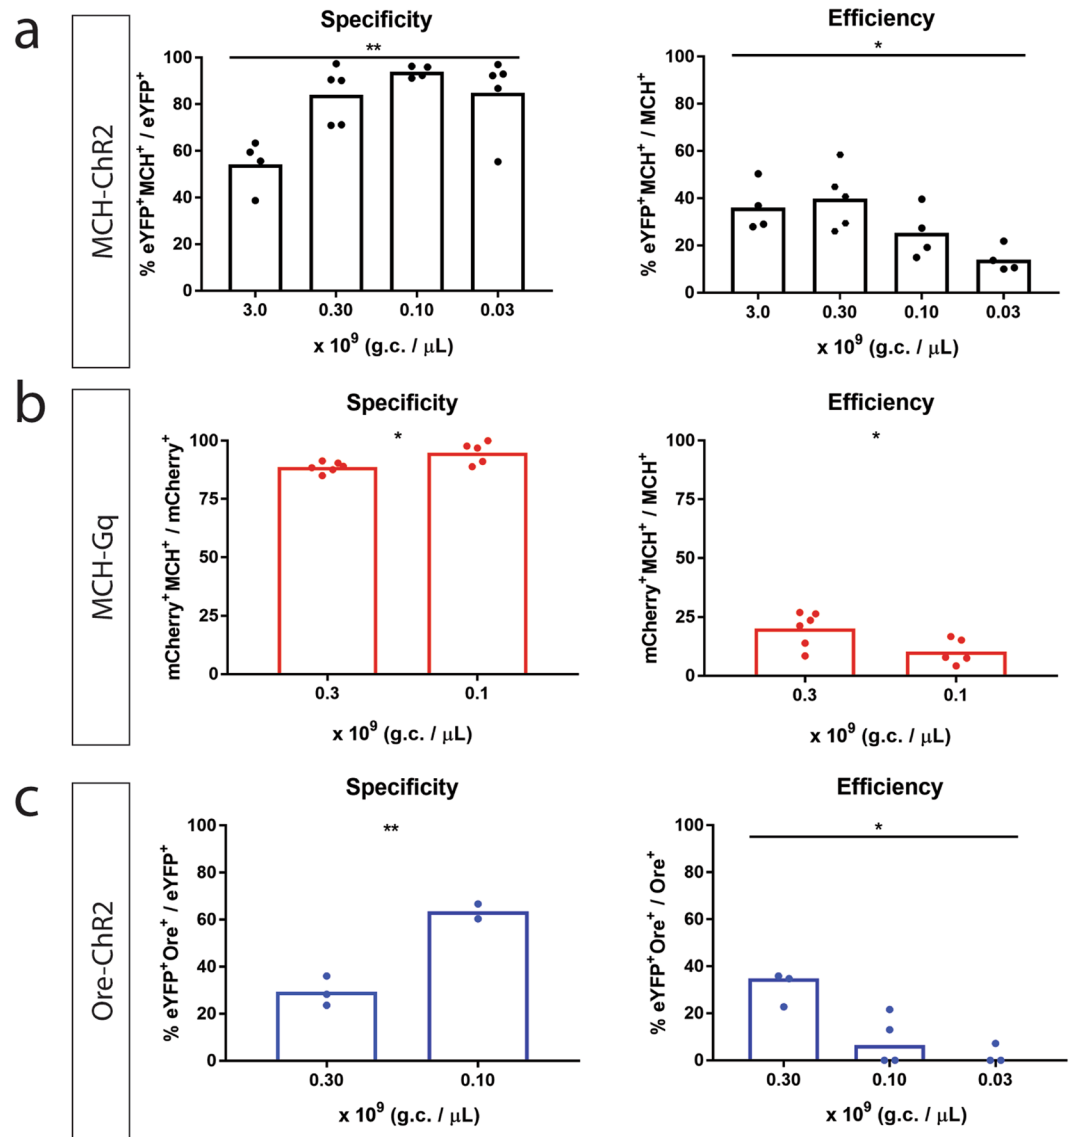 a
MCH-ChR2
Specificity
**
% eYFP⁺MCH⁺ / eYFP⁺
100
80
60
40
20
0
3.0 0.30 0.10 0.03
x 10⁹ (g.c. / μL)
Efficiency
*
% eYFP⁺MCH⁺ / MCH⁺
100
80
60
40
20
0
3.0 0.30 0.10 0.03
x 10⁹ (g.c. / μL)
b
MCH-Gq
Specificity
*
mCherry⁺MCH⁺ / mCherry⁺
100
75
50
25
0
0.3 0.1
x 10⁹ (g.c. / μL)
Efficiency
*
mCherry⁺MCH⁺ / MCH⁺
100
75
50
25
0
0.3 0.1
x 10⁹ (g.c. / μL)
c
Ore-ChR2
Specificity
**
% eYFP⁺Ore⁺ / eYFP⁺
100
80
60
40
20
0
0.30 0.10
x 10⁹ (g.c. / μL)
Efficiency
*
% eYFP⁺Ore⁺ / Ore⁺
100
80
60
40
20
0
0.30 0.10 0.03
x 10⁹ (g.c. / μL)